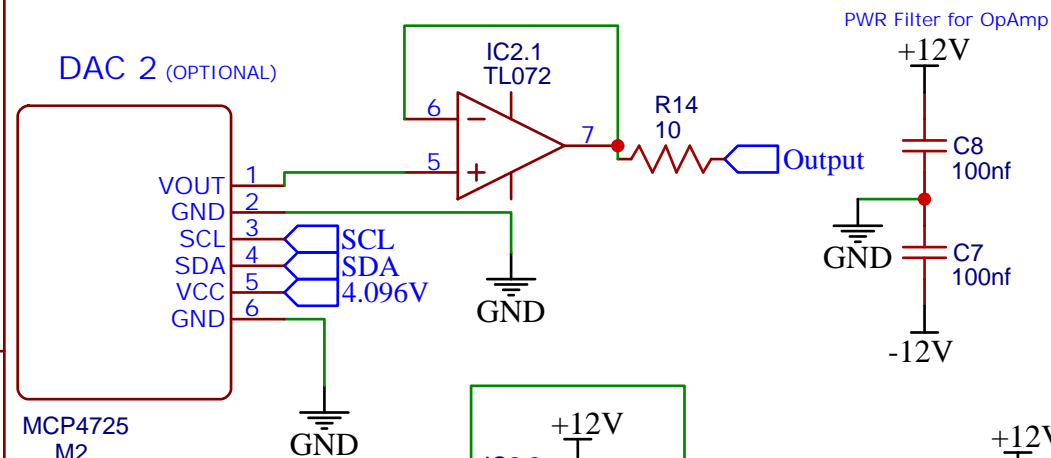 PWR Filter for OpAmp
+12V
DAC 2 (OPTIONAL)
IC2.1
TL072
6
5
7
R14
10
Output
C8
100nf
GND
C7
100nf
-12V
VOUT 1
GND 2
SCL 3 SCL
SDA 4 SDA
VCC 5 4.096V
GND 6
GND
GND
MCP4725
M2
+12V
+12V